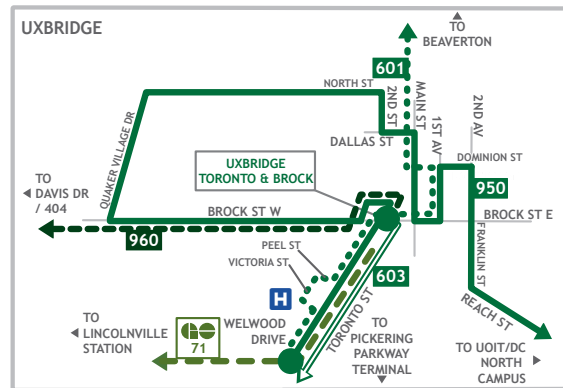 UXBRIDGE
TO
BEAVERTON
601
NORTH ST
2ND ST
MAIN ST
1ST AV
2ND AV
DALLAS ST
DOMINION ST
QUAKER VILLAGE DR
UXBRIDGE
TORONTO & BROCK
950
TO
DAVIS DR
/ 404
BROCK ST W
BROCK ST E
960
PEEL ST
VICTORIA ST
603
FRANKLIN ST
H
TORONTO ST
REACH ST
TO
LINCOLNVILLE
STATION
GO
71
WELWOOD
DRIVE
TO
PICKERING
PARKWAY
TERMINAL
TO UOIT/DC
NORTH
CAMPUS